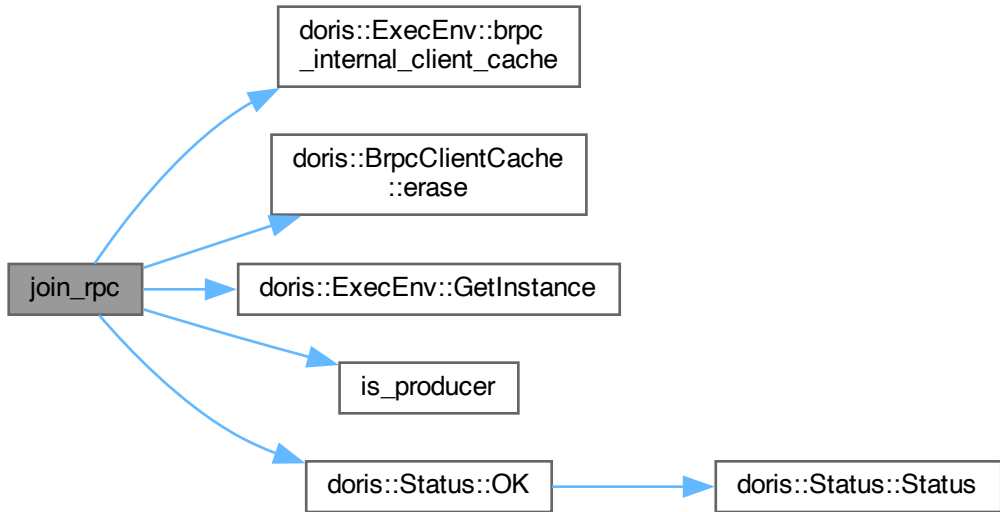 doris::ExecEnv::brpc
_internal_client_cache
doris::BrpcClientCache
::erase
join_rpc
doris::ExecEnv::GetInstance
is_producer
doris::Status::OK
doris::Status::Status